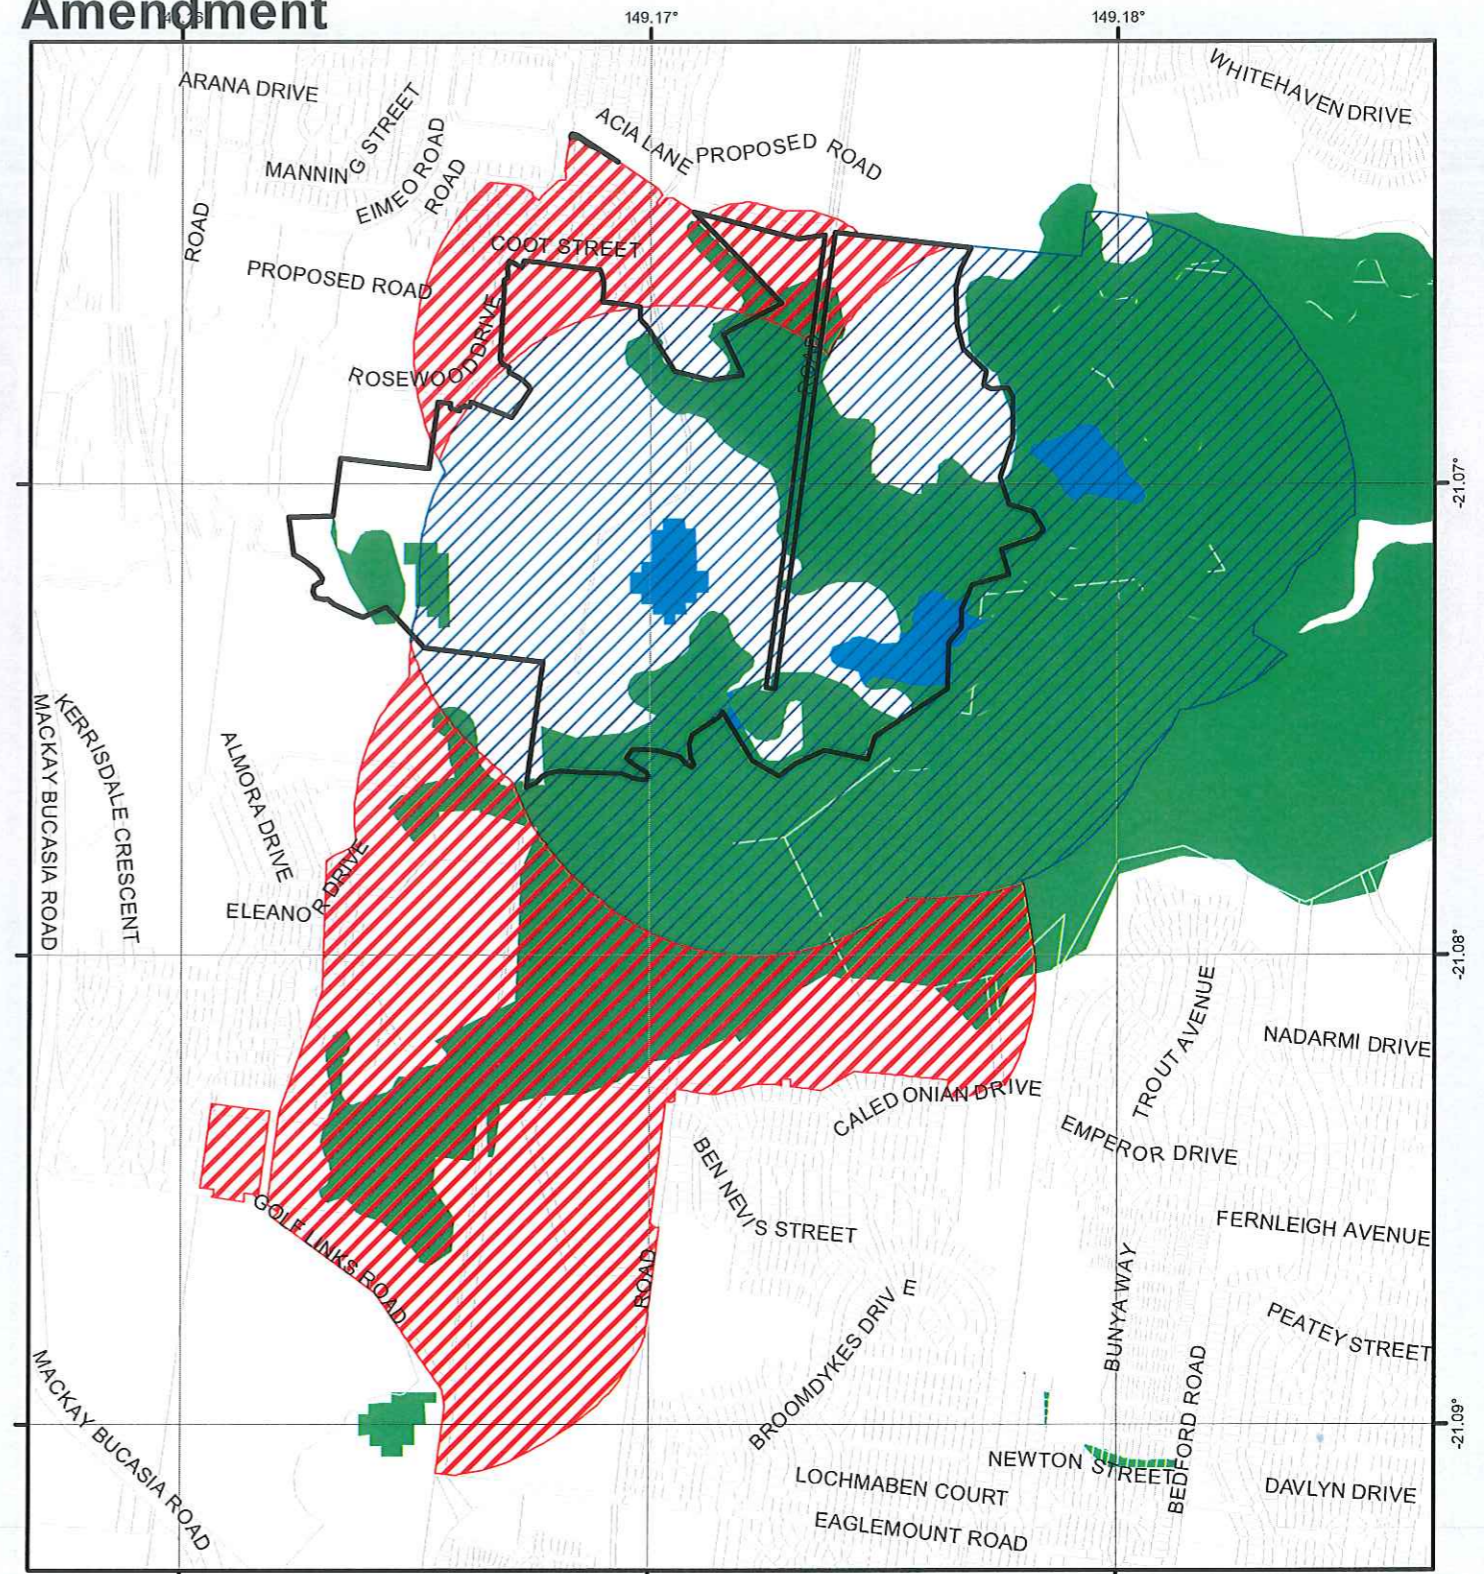 Amendment
149.17°
149.18°
WHITEHAVEN DRIVE
ARANA DRIVE
MANNING STREET
EIMEO ROAD
ROAD
ACIA LANE
PROPOSED ROAD
ROAD
COOT STREET
PROPOSED ROAD
ROSEWOOD DRIVE
ROAD
-21.07°
KERRISDALE CRESCENT
MACKAY BUCASIA ROAD
ALMORA DRIVE
ELEANOR DRIVE
-21.08°
TROUT AVENUE
NADARMI DRIVE
CALEDONIAN DRIVE
EMPEROR DRIVE
BEN NEVIS STREET
FERNLEIGH AVENUE
GOLF LINKS ROAD
ROAD
BUNYA WAY
BROOMDYKES DRIVE
PEATEY STREET
BEDFORD ROAD
MACKAY BUCASIA ROAD
-21.09°
NEWTON STREET
LOCHMABEN COURT
DAVLYN DRIVE
EAGLEMOUNT ROAD